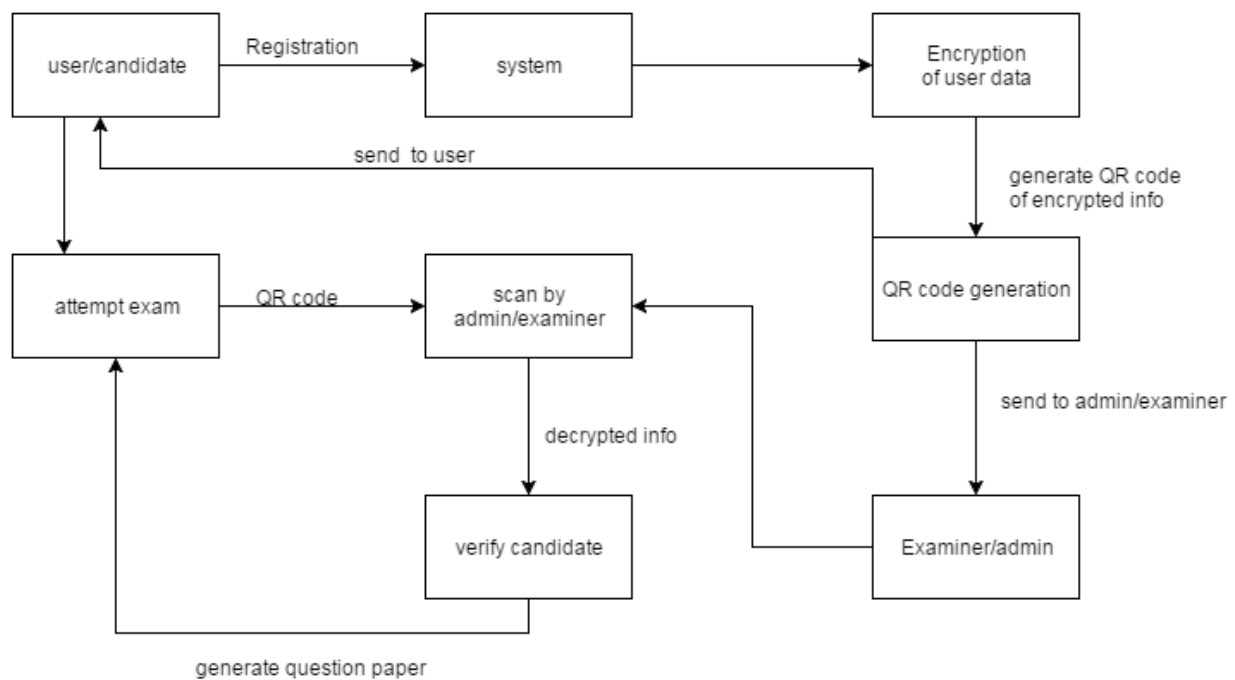 user/candidate
Registration
system
Encryption
of user data
send to user
generate QR code
of encrypted info
attempt exam
QR code
scan by
admin/examiner
QR code generation
send to admin/examiner
decrypted info
verify candidate
Examiner/admin
generate question paper